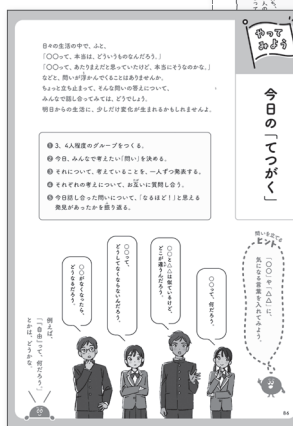 やって
みよう
今日の「てつがく」
日々の生活の中で、ふと、
「〇〇って、本当は、どういうものなんだろう。」
「〇〇って、あたりまえだと思っていたけど、本当にそうなのかな。」
などと、問いが浮かんでくることはありませんか。
ちょっと立ち止まって、そんな問いの答えについて、
みんなで話し合ってみては、どうでしょう。
明日からの生活に、少しだけ変化が生まれるかもしれませんよ。
❶ 3、4人程度のグループをつくる。
❷ 今日、みんなで考えたい「問い」を決める。
❸ それについて、考えていることを、一人ずつ発表する。
❹ それぞれの考えについて、お互いに質問し合う。
❺ 今日話し合った問いについて、「なるほど！」と思える
発見があったかを振り返る。
問いを立てる
ヒント
「〇〇」や「△△」に、
気になる言葉を入れてみよう。
〇〇って、何だろう。
〇〇と△△は似ているけど、
どこが違うんだろう。
〇〇って、
どうしてなくならないんだろう。
〇〇がなくなったら、
どうなるだろう。
例えば、
「「自由」って、何だろう。」
とかは、どうかな。
86